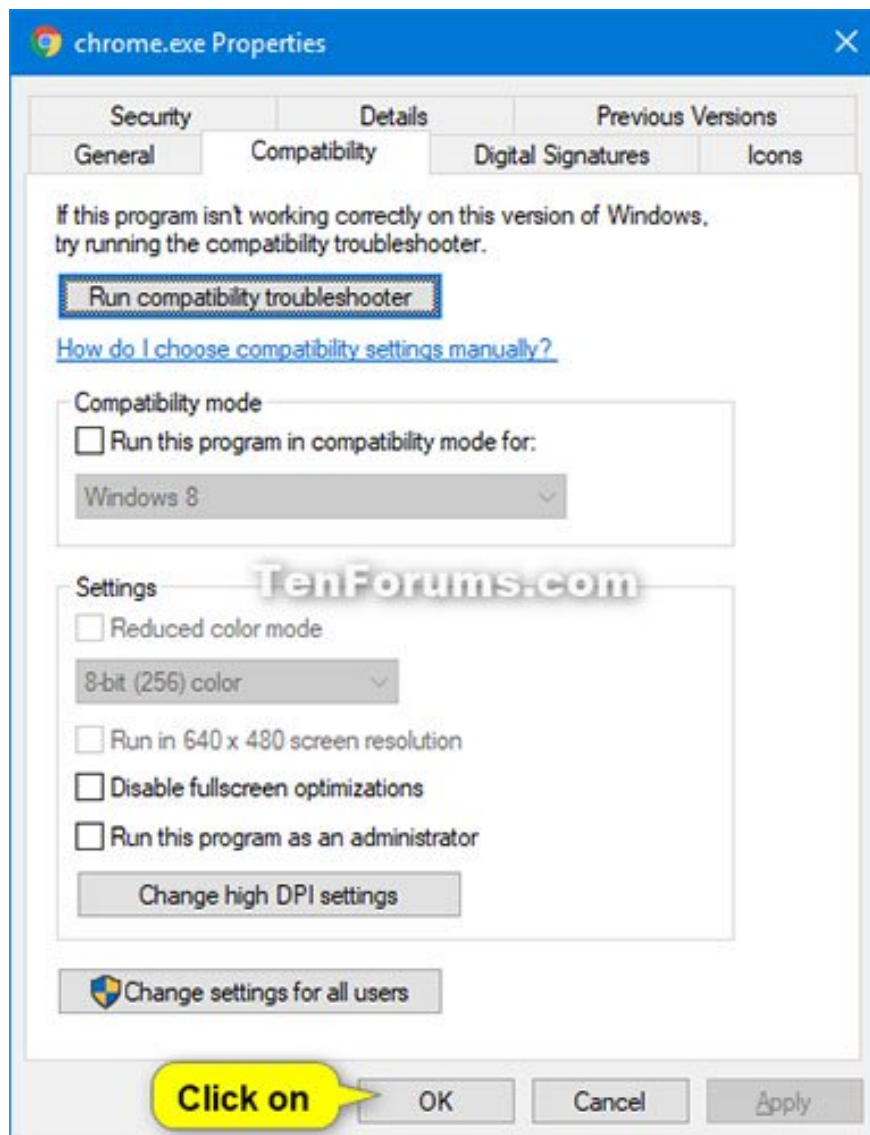 chrome.exe Properties
Security Details Previous Versions
General Compatibility Digital Signatures Icons
If this program isn't working correctly on this version of Windows,
try running the compatibility troubleshooter.
Run compatibility troubleshooter
How do I choose compatibility settings manually?
Compatibility mode
Run this program in compatibility mode for:
Windows 8
TenForums.com
Settings
Reduced color mode
8-bit (256) color
Run in 640 x 480 screen resolution
Disable fullscreen optimizations
Run this program as an administrator
Change high DPI settings
Change settings for all users
Click on OK Cancel Apply